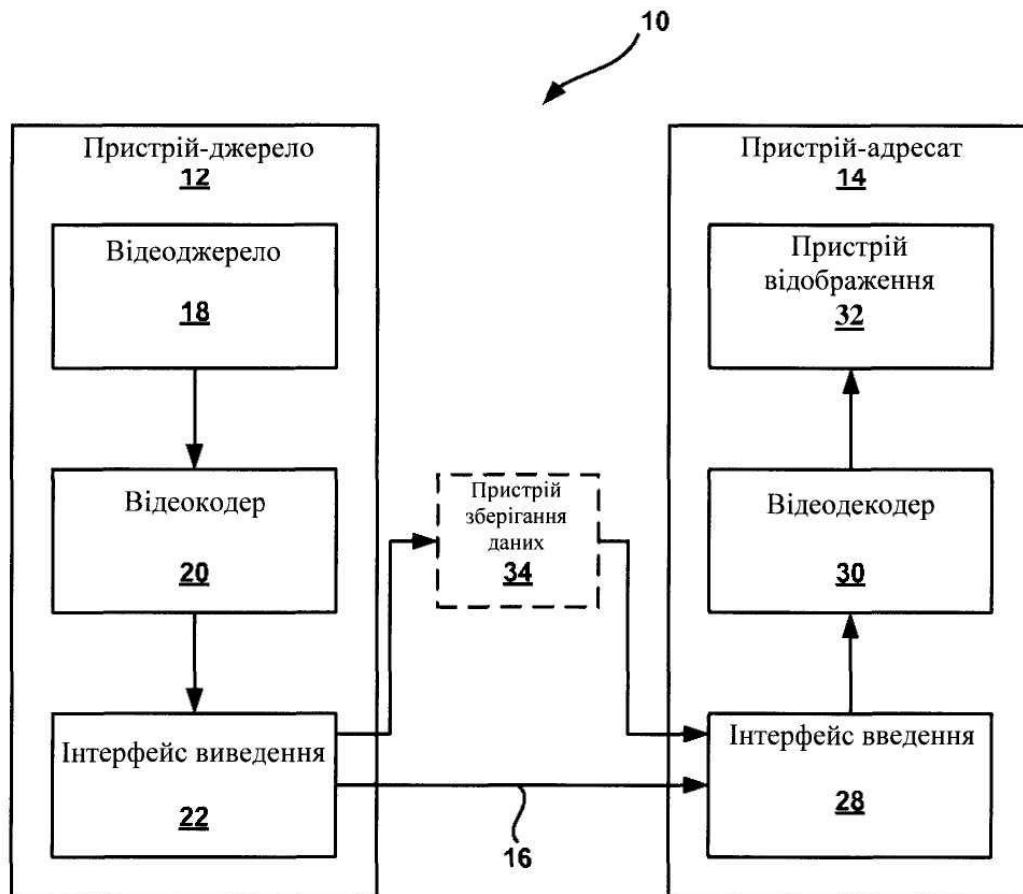 10
Пристрій-джерело
12
Відеоджерело
18
Відеокодер
20
Інтерфейс виведення
22
Пристрій
зберігання
даних
34
16
Пристрій-адресат
14
Пристрій
відображення
32
Відеодекодер
30
Інтерфейс введення
28